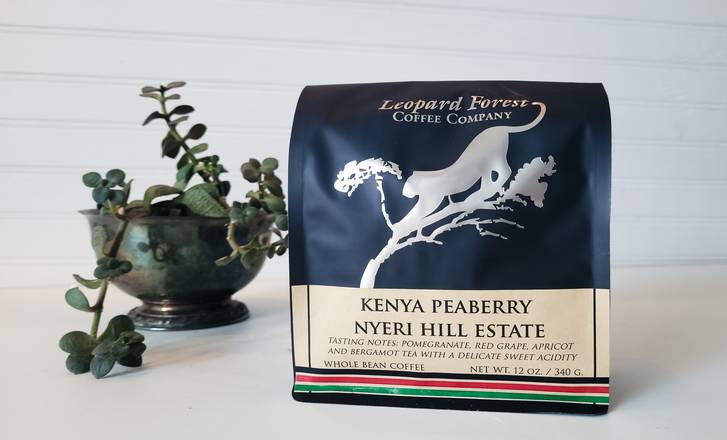 Leopard Forest
COFFEE COMPANY
KENYA PEABERRY
NYERI HILL ESTATE
TASTING NOTES: POMEGRANATE, RED GRAPE, APRICOT
AND BERGAMOT TEA WITH A DELICATE SWEET ACIDITY
WHOLE BEAN COFFEE NET WT. 12 OZ. / 340 G.